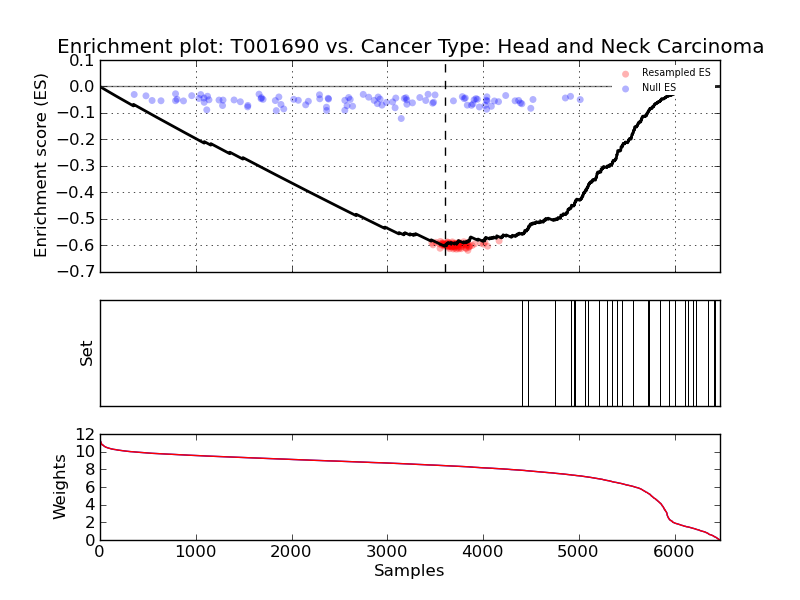 Enrichment plot: T001690 vs. Cancer Type: Head and Neck Carcinoma
0.1
0.0
−0.1
−0.2
−0.3
−0.4
−0.5
−0.6
−0.7
Enrichment score (ES)
Resampled ES
Null ES
Set
12
10
8
6
4
2
0
Weights
0 1000 2000 3000 4000 5000 6000
Samples